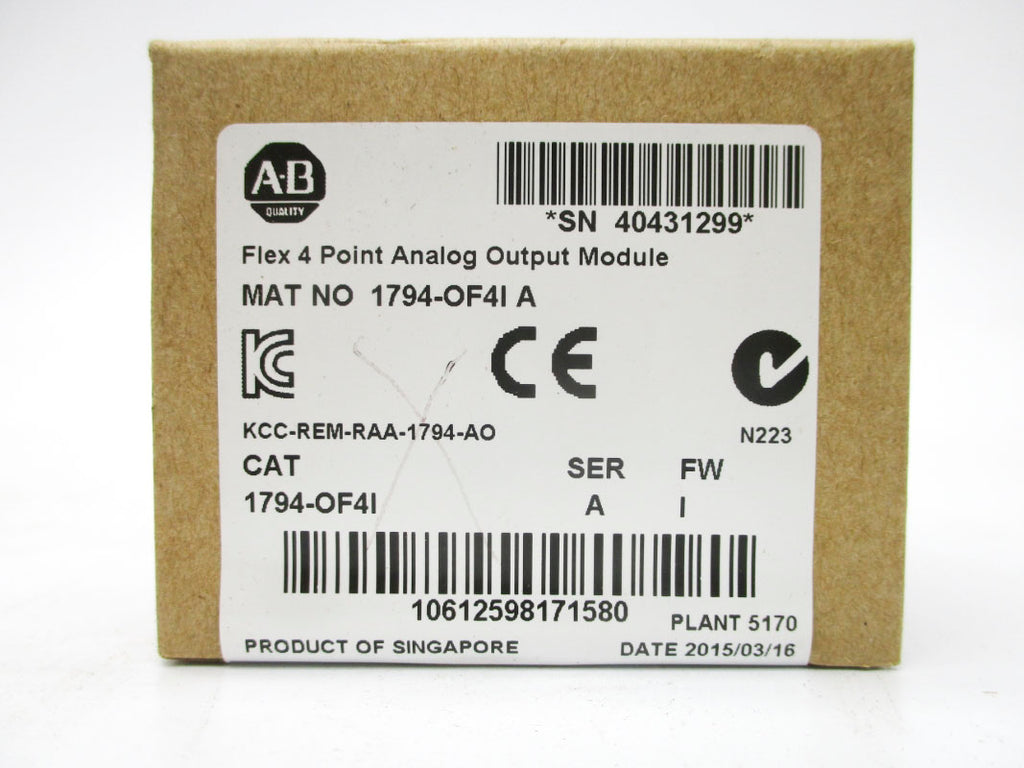 A·B
QUALITY
*SN 40431299*
Flex 4 Point Analog Output Module
MAT NO 1794-OF4I A
KC
CE
KCC-REM-RAA-1794-AO
N223
CAT SER FW
1794-OF4I A I
10612598171580
PLANT 5170
PRODUCT OF SINGAPORE DATE 2015/03/16